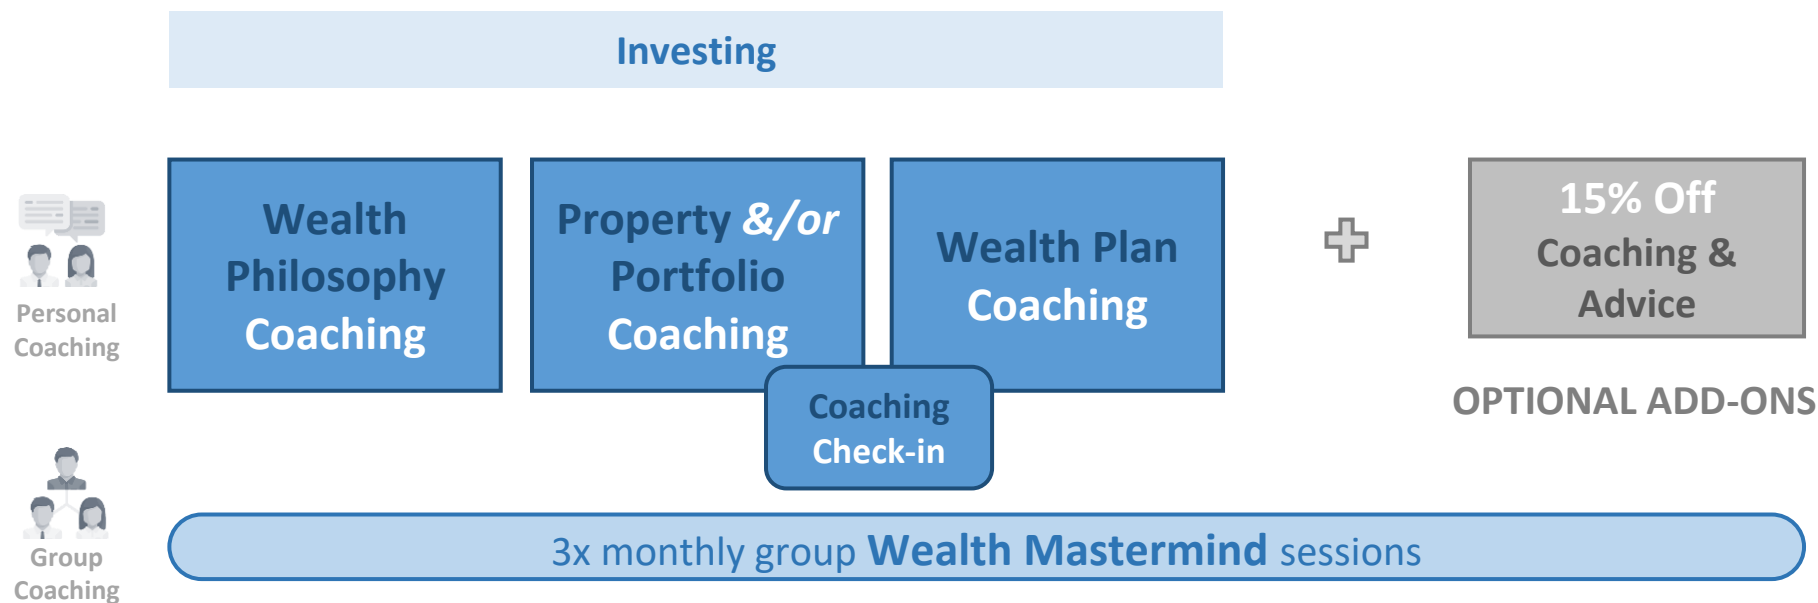 Investing
Wealth
Philosophy
Coaching
Property &/or
Portfolio
Coaching
Wealth Plan
Coaching
15% Off
Coaching &
Advice
Personal
Coaching
Coaching
Check-in
OPTIONAL ADD-ONS
Group
Coaching
3x monthly group Wealth Mastermind sessions